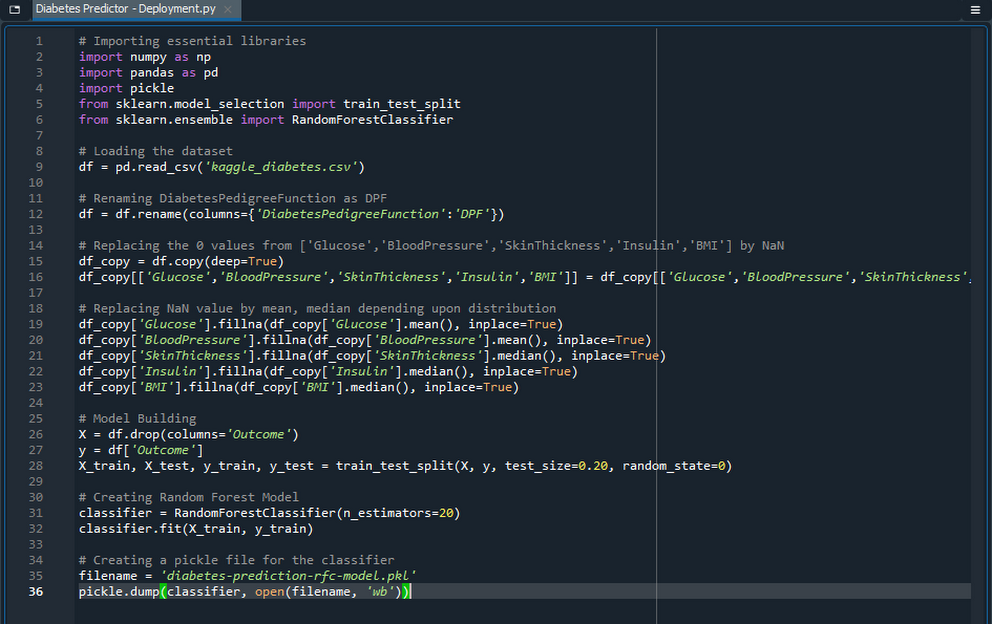 Diabetes Predictor - Deployment.py
1 # Importing essential libraries
2 import numpy as np
3 import pandas as pd
4 import pickle
5 from sklearn.model_selection import train_test_split
6 from sklearn.ensemble import RandomForestClassifier
7
8 # Loading the dataset
9 df = pd.read_csv('kaggle_diabetes.csv')
10
11 # Renaming DiabetesPedigreeFunction as DPF
12 df = df.rename(columns={'DiabetesPedigreeFunction':'DPF'})
13
14 # Replacing the 0 values from ['Glucose','BloodPressure','SkinThickness','Insulin','BMI'] by NaN
15 df_copy = df.copy(deep=True)
16 df_copy[['Glucose','BloodPressure','SkinThickness','Insulin','BMI']] = df_copy[['Glucose','BloodPressure','SkinThickness',
17
18 # Replacing NaN value by mean, median depending upon distribution
19 df_copy['Glucose'].fillna(df_copy['Glucose'].mean(), inplace=True)
20 df_copy['BloodPressure'].fillna(df_copy['BloodPressure'].mean(), inplace=True)
21 df_copy['SkinThickness'].fillna(df_copy['SkinThickness'].median(), inplace=True)
22 df_copy['Insulin'].fillna(df_copy['Insulin'].median(), inplace=True)
23 df_copy['BMI'].fillna(df_copy['BMI'].median(), inplace=True)
24
25 # Model Building
26 X = df.drop(columns='Outcome')
27 y = df['Outcome']
28 X_train, X_test, y_train, y_test = train_test_split(X, y, test_size=0.20, random_state=0)
29
30 # Creating Random Forest Model
31 classifier = RandomForestClassifier(n_estimators=20)
32 classifier.fit(X_train, y_train)
33
34 # Creating a pickle file for the classifier
35 filename = 'diabetes-prediction-rfc-model.pkl'
36 pickle.dump(classifier, open(filename, 'wb'))